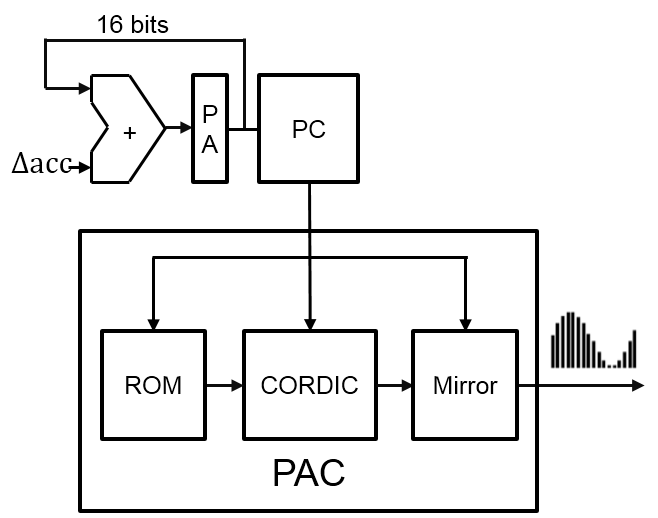 16 bits
P
A
PC
+
Δacc
ROM
CORDIC
Mirror
PAC